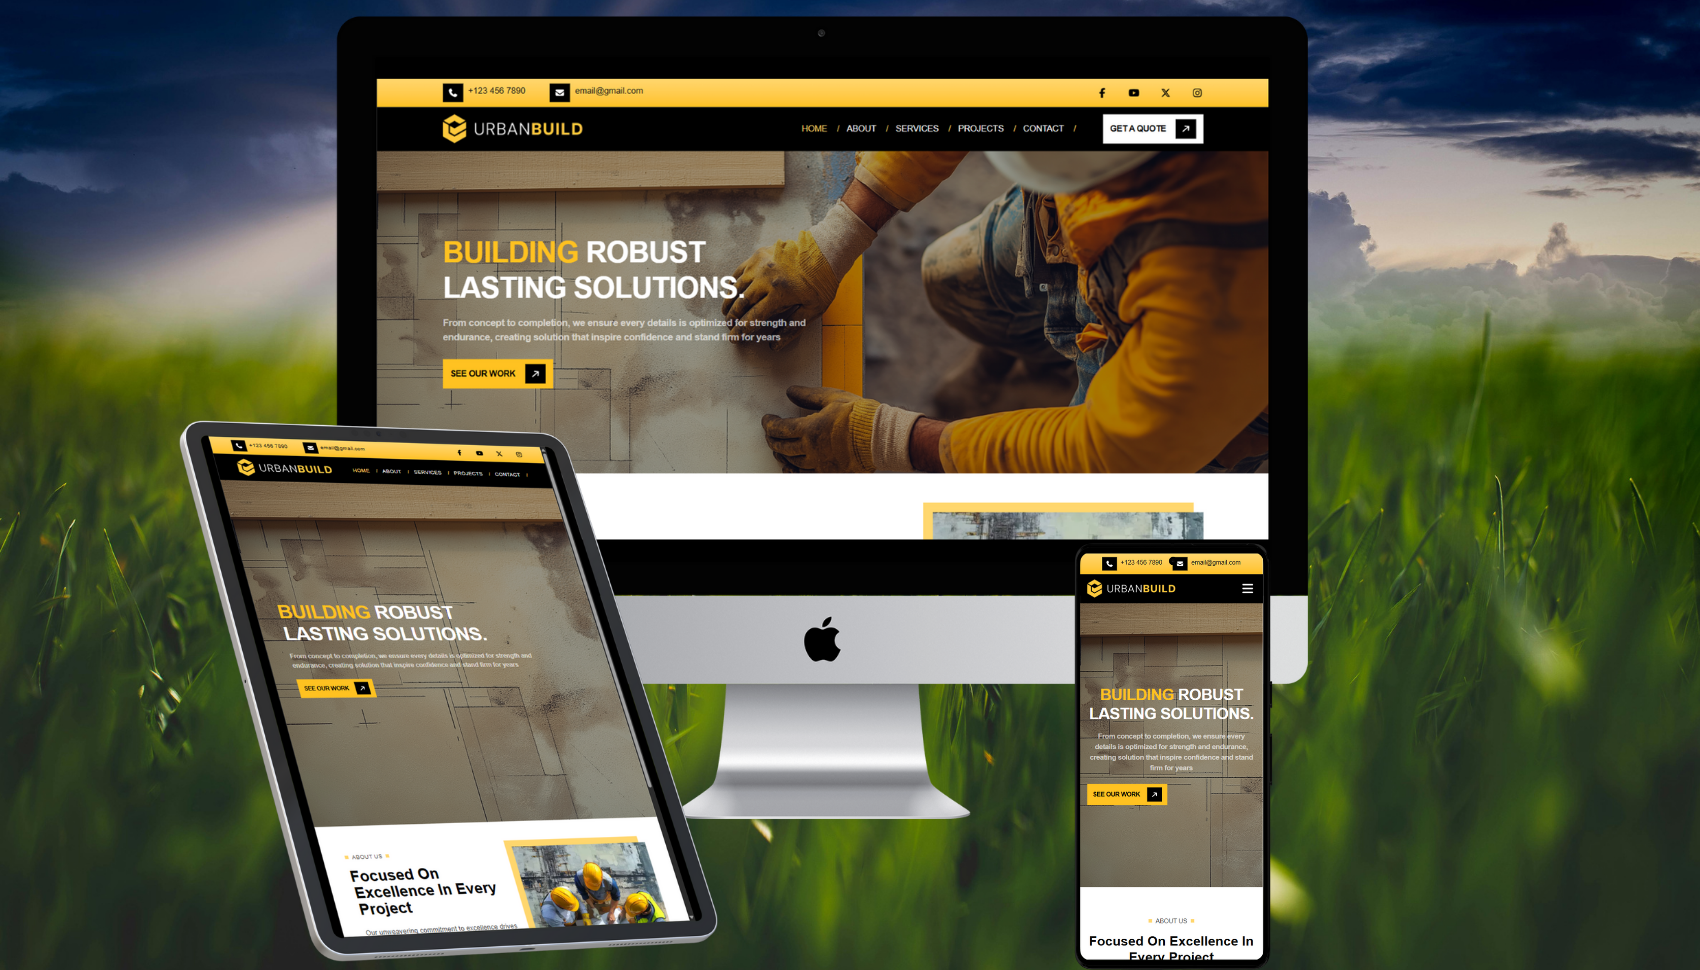 +123 456 7890
email@gmail.com
URBANBUILD
HOME / ABOUT / SERVICES / PROJECTS / CONTACT /
GET A QUOTE
BUILDING ROBUST
LASTING SOLUTIONS.
From concept to completion, we ensure every details is optimized for strength and
endurance, creating solution that inspire confidence and stand firm for years
SEE OUR WORK
+123 456 7890
email@gmail.com
URBANBUILD
HOME / ABOUT / SERVICES / PROJECTS / CONTACT /
BUILDING ROBUST
LASTING SOLUTIONS.
From concept to completion, we ensure every details is optimized for strength and
endurance, creating solution that inspire confidence and stand firm for years
SEE OUR WORK
ABOUT US
Focused On
Excellence In Every
Project
Our unwavering commitment to excellence drives
+123 456 7890
email@gmail.com
URBANBUILD
BUILDING ROBUST
LASTING SOLUTIONS.
From concept to completion, we ensure every
details is optimized for strength and endurance,
creating solution that inspire confidence and stand
firm for years
SEE OUR WORK
ABOUT US
Focused On Excellence In
Every Project